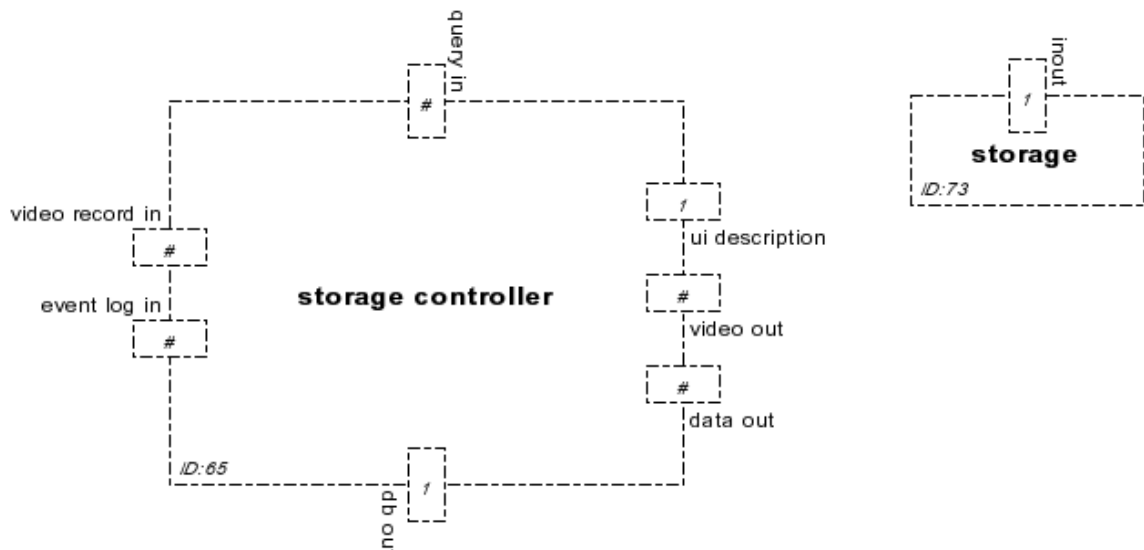 query in
#
inout
1
storage
ID:73
video record in
#
1
ui description
event log in
#
storage controller
#
video out
#
data out
ID:65
1
db ou